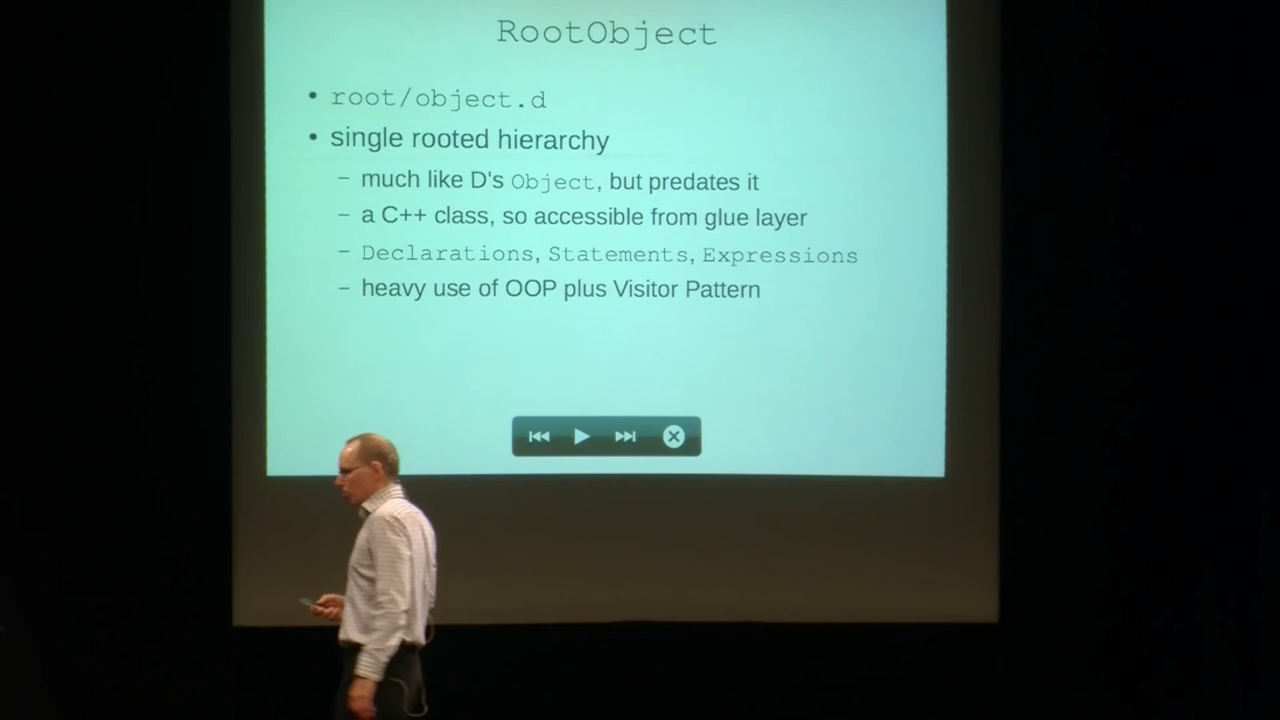 RootObject
• root/object.d
• single rooted hierarchy
– much like D's Object, but predates it
– a C++ class, so accessible from glue layer
– Declarations, Statements, Expressions
– heavy use of OOP plus Visitor Pattern